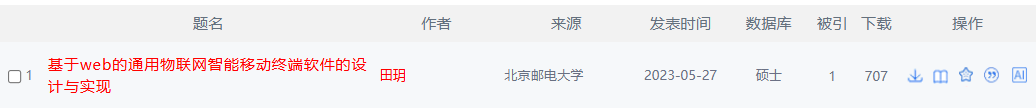 题名 作者 来源 发表时间 数据库 被引 下载 操作
1 基于web的通用物联网智能移动终端软件的设
计与实现 田玥 北京邮电大学 2023-05-27 硕士 1 707 AI